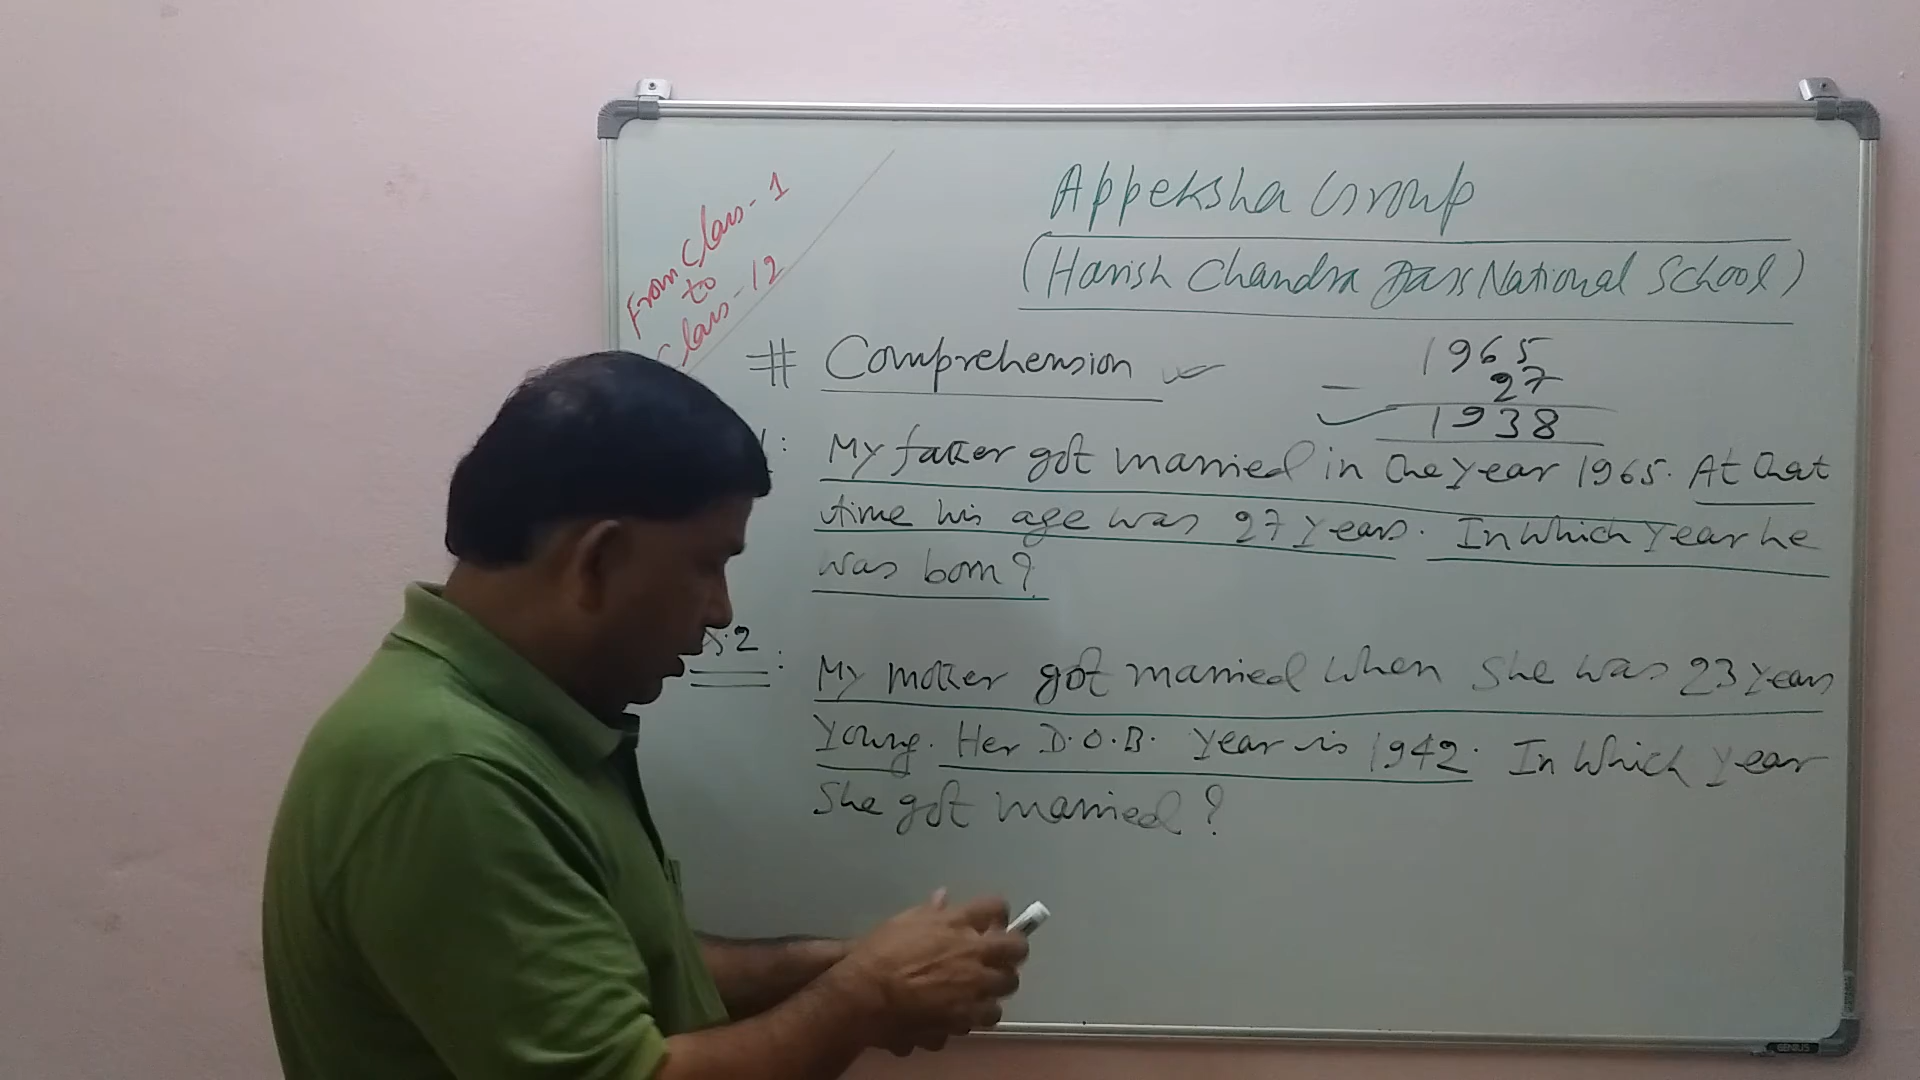 From Class-1
to
Class-12
Appeksha Group
(Harish Chandra Dass National School)
# Comprehension
1965
- 27
1938
: My father got married in the year 1965. At that
time his age was 27 years. In which year he
was born?
.2 : My mother got married when she was 23 years
young. Her D.O.B. year is 1942. In which year
she got married?
GENIUS